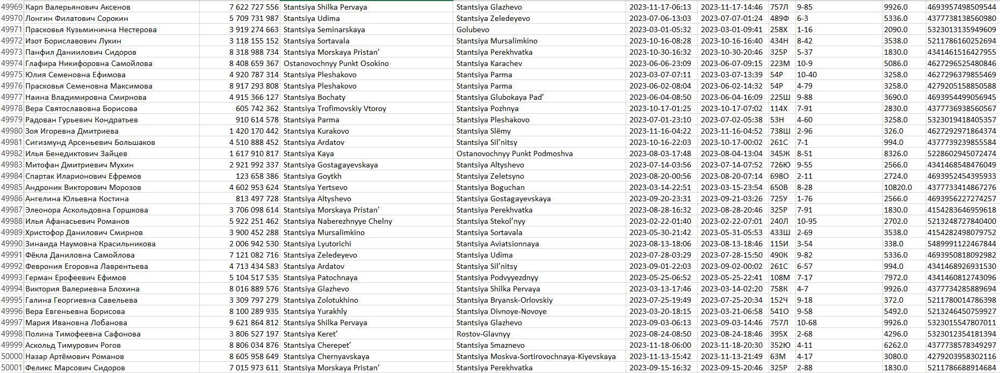 49969 Карп Валерьянович Аксенов 7 622 727 556 Stantsiya Shilka Pervaya Stantsiya Glazhevo 2023-11-17-06:13 2023-11-17-14:46 757Л 9-85 9926.0 4693957498509544
49970 Лонгин Филатович Сорокин 5 709 731 987 Stantsiya Udima Stantsiya Zeledeyevo 2023-07-06-13:03 2023-07-07-01:24 489Ф 6-3 5336.0 4377738138560980
49971 Прасковья Кузьминична Нестерова 3 919 274 663 Stantsiya Seminarskaya Golubevo 2023-03-01-05:32 2023-03-01-09:41 258Х 1-16 2090.0 5323013135949609
49972 Изот Бориславович Лукин 3 118 155 152 Stantsiya Sortavala Stantsiya Mursalimkino 2023-10-16-08:28 2023-10-16-16:40 434Н 8-42 3538.0 5211786160252694
49973 Панфил Даниилович Сидоров 8 318 988 734 Stantsiya Morskaya Pristan’ Stantsiya Perekhvatka 2023-10-30-16:32 2023-10-30-20:46 325Р 5-37 1830.0 4341461516427955
49974 Глафира Никифоровна Самойлова 8 408 659 367 Ostanovochnyy Punkt Osokino Stantsiya Karachev 2023-06-06-23:09 2023-06-07-09:15 223М 10-9 5086.0 4627296525480846
49975 Юлия Семеновна Ефимова 4 920 787 314 Stantsiya Pleshakovo Stantsiya Parma 2023-03-07-07:11 2023-03-07-13:39 54Р 10-40 3258.0 4627296379855469
49976 Прасковья Семеновна Максимова 8 917 293 808 Stantsiya Pleshakovo Stantsiya Parma 2023-06-02-08:04 2023-06-02-14:32 54Р 4-79 3258.0 4279205158850588
49977 Наина Владимировна Смирнова 4 915 366 127 Stantsiya Bochaty Stantsiya Glubokaya Pad’ 2023-06-04-08:50 2023-06-04-16:09 225Ш 9-88 3690.0 4693954499056945
49978 Вера Святославовна Борисова 605 742 362 Stantsiya Trofimovskiy Vtoroy Stantsiya Pozhnya 2023-10-17-01:25 2023-10-17-07:02 114Х 7-91 2830.0 4377736938560567
49979 Радован Гурьевич Кондратьев 910 614 578 Stantsiya Parma Stantsiya Pleshakovo 2023-07-01-23:10 2023-07-02-05:38 53Н 4-60 3258.0 5323019418405357
49980 Зоя Игоревна Дмитриева 1 420 170 442 Stantsiya Kurakovo Stantsiya Slëmy 2023-11-16-04:22 2023-11-16-04:52 738Ш 2-96 326.0 4627292971864374
49981 Сигизмунд Арсеньевич Большаков 4 510 888 452 Stantsiya Ardatov Stantsiya Sil’nitsy 2023-10-16-22:03 2023-10-17-00:02 261С 7-1 994.0 4377739239855584
49982 Илья Бенедиктович Зайцев 1 617 910 817 Stantsiya Kaya Ostanovochnyy Punkt Podmoshva 2023-08-03-17:48 2023-08-04-13:04 345Ж 8-51 8326.0 5228602945072474
49983 Митофан Дмитриевич Мухин 2 921 992 337 Stantsiya Gostagayevskaya Stantsiya Altyshevo 2023-07-14-03:56 2023-07-14-07:52 726Ю 9-55 2566.0 4341468548476049
49984 Спартак Иларионович Ефремов 123 658 386 Stantsiya Goytkh Stantsiya Zeletsyno 2023-08-20-00:56 2023-08-20-07:14 698О 2-11 2724.0 4693952454395933
49985 Андроник Викторович Морозов 4 602 953 624 Stantsiya Yertsevo Stantsiya Boguchan 2023-03-14-22:51 2023-03-15-23:54 650В 8-28 10820.0 4377733414867276
49986 Ангелина Юльевна Костина 813 497 728 Stantsiya Altyshevo Stantsiya Gostagayevskaya 2023-09-20-23:31 2023-09-21-03:26 725У 1-76 2566.0 4693956227274257
49987 Элеонора Аскольдовна Горшкова 3 706 098 614 Stantsiya Morskaya Pristan’ Stantsiya Perekhvatka 2023-08-28-16:32 2023-08-28-20:46 325Р 7-91 1830.0 4154283646959618
49988 Илья Афанасьевич Романов 5 922 251 462 Stantsiya Naberezhnyye Chelny Stantsiya Stekol’nyy 2023-02-22-01:40 2023-02-22-07:01 240Л 10-95 2702.0 5213248727840400
49989 Христофор Данилович Смирнов 3 900 452 288 Stantsiya Mursalimkino Stantsiya Sortavala 2023-05-30-21:42 2023-05-31-05:53 433Ш 2-69 3538.0 4154282498079752
49990 Зинаида Наумовна Красильникова 2 006 942 530 Stantsiya Lyutorichi Stantsiya Aviatsionnaya 2023-08-13-18:06 2023-08-13-18:46 115И 3-54 338.0 5489991122467844
49991 Фёкла Даниловна Самойлова 7 121 082 716 Stantsiya Zeledeyevo Stantsiya Udima 2023-07-28-03:29 2023-07-28-15:50 490К 9-82 5336.0 4693950818092982
49992 Феврония Егоровна Лаврентьева 4 713 434 583 Stantsiya Ardatov Stantsiya Sil’nitsy 2023-09-01-22:03 2023-09-02-00:02 261С 6-57 994.0 4341468926931530
49993 Герман Ерофеевич Ефимов 5 104 517 535 Stantsiya Patochnaya Stantsiya Podvyyezdnyy 2023-05-25-06:52 2023-05-25-22:41 108М 7-17 7972.0 4341460812743096
49994 Виктория Валериевна Блохина 8 016 889 576 Stantsiya Glazhevo Stantsiya Shilka Pervaya 2023-03-13-17:46 2023-03-14-02:20 758К 4-7 9926.0 4377734285889694
49995 Галина Георгиевна Савельева 3 309 797 279 Stantsiya Zolotukhino Stantsiya Bryansk-Orlovskiy 2023-07-25-19:49 2023-07-25-20:34 152Ч 9-18 372.0 5211780014786398
49996 Вера Евгеньевна Борисова 8 100 289 935 Stantsiya Yurakhly Stantsiya Divnoye-Novoye 2023-03-20-18:15 2023-03-21-06:58 541О 9-58 5492.0 5213246450759927
49997 Мария Ивановна Лобанова 9 621 864 812 Stantsiya Shilka Pervaya Stantsiya Glazhevo 2023-09-03-06:13 2023-09-03-14:46 757Л 10-68 9926.0 5323015547807011
49998 Полина Тимофеевна Сафонова 3 806 527 197 Stantsiya Keret’ Rostov-Glavnyy 2023-08-24-08:50 2023-08-24-18:46 395Х 2-68 4296.0 5323012354181394
49999 Аскольд Тимурович Рогов 8 806 034 876 Stantsiya Cherepet’ Stantsiya Smaznevo 2023-11-18-06:00 2023-11-18-20:30 352Ю 4-11 6262.0 4377738578349297
50000 Назар Артёмович Романов 8 605 958 649 Stantsiya Chernyavskaya Stantsiya Moskva-Sortirovochnaya-Kiyevskaya 2023-11-13-15:42 2023-11-13-21:49 63М 4-17 3080.0 4279203958302116
50001 Феликс Марсович Сидоров 7 015 973 611 Stantsiya Morskaya Pristan’ Stantsiya Perekhvatka 2023-09-15-16:32 2023-09-15-20:46 325Р 2-88 1830.0 5211786688914684